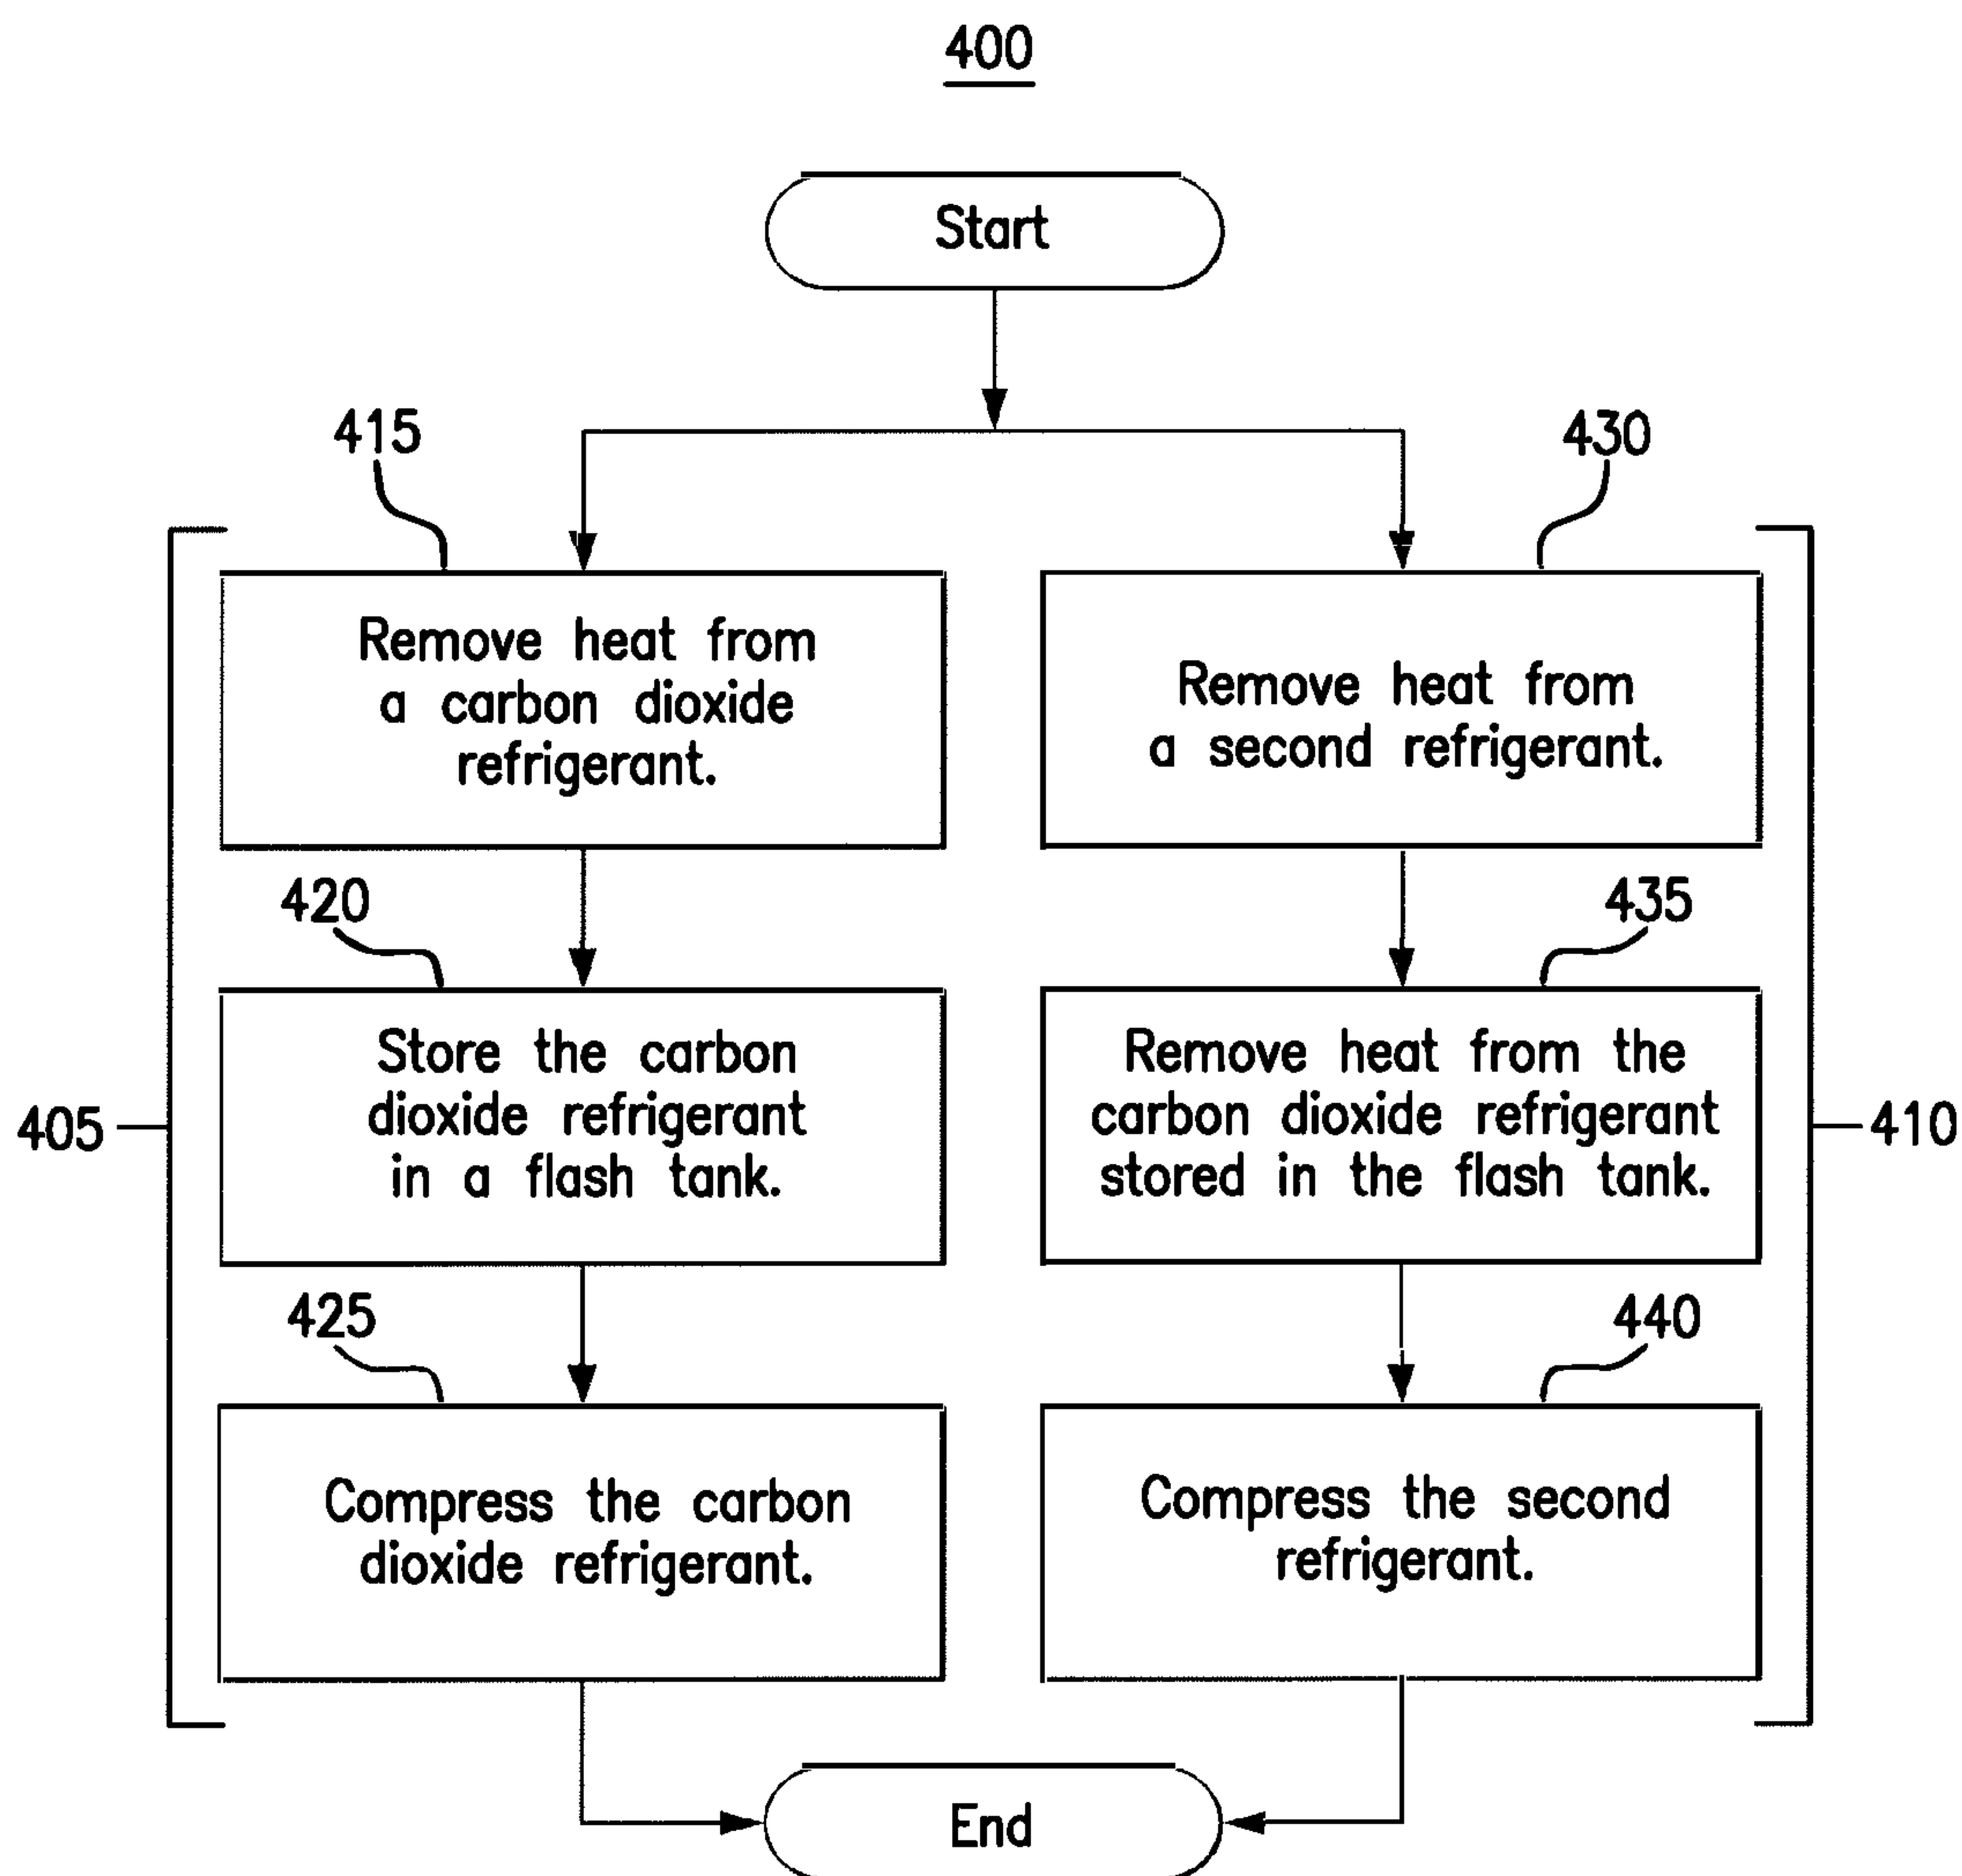 400
Start
415
430
Remove heat from
a carbon dioxide
refrigerant.
Remove heat from
a second refrigerant.
420
435
Store the carbon
dioxide refrigerant
in a flash tank.
Remove heat from the
carbon dioxide refrigerant
stored in the flash tank.
405
410
425
440
Compress the carbon
dioxide refrigerant.
Compress the second
refrigerant.
End